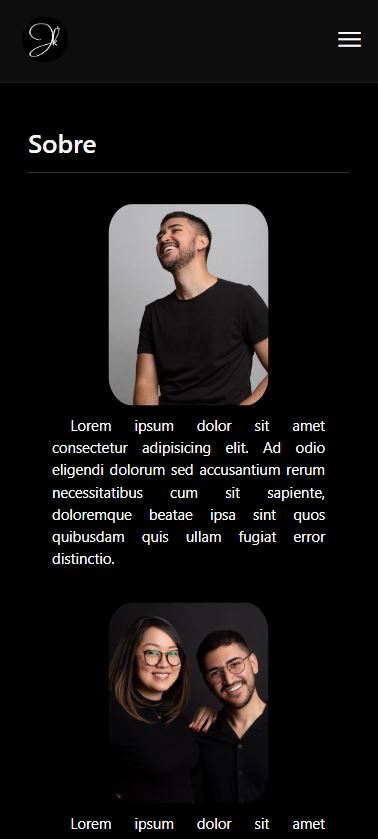 Sobre
Lorem ipsum dolor sit amet
consectetur adipisicing elit. Ad odio
eligendi dolorum sed accusantium rerum
necessitatibus cum sit sapiente,
doloremque beatae ipsa sint quos
quibusdam quis ullam fugiat error
distinctio.
Lorem ipsum dolor sit amet